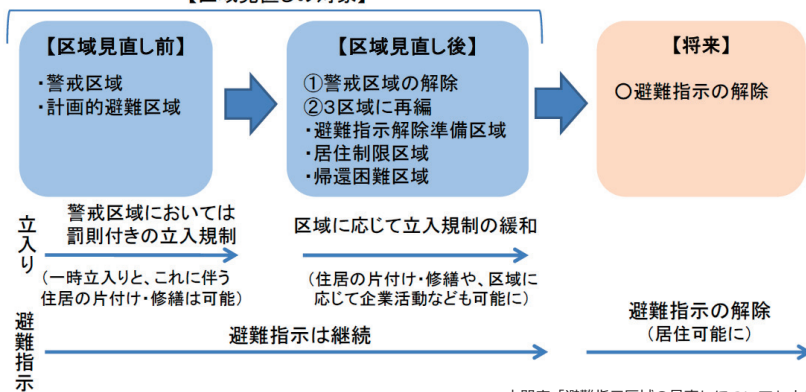 【区域見直し前】
・警戒区域
・計画的避難区域
【区域見直し後】
①警戒区域の解除
②3区域に再編
・避難指示解除準備区域
・居住制限区域
・帰還困難区域
【将来】
〇避難指示の解除
立入り
警戒区域においては
罰則付きの立入規制
(一時立入りと、これに伴う
住居の片付け・修繕は可能)
区域に応じて立入規制の緩和
(住居の片付け・修繕や、区域に
応じて企業活動なども可能に)
避難指示
避難指示は継続
避難指示の解除
(居住可能に)